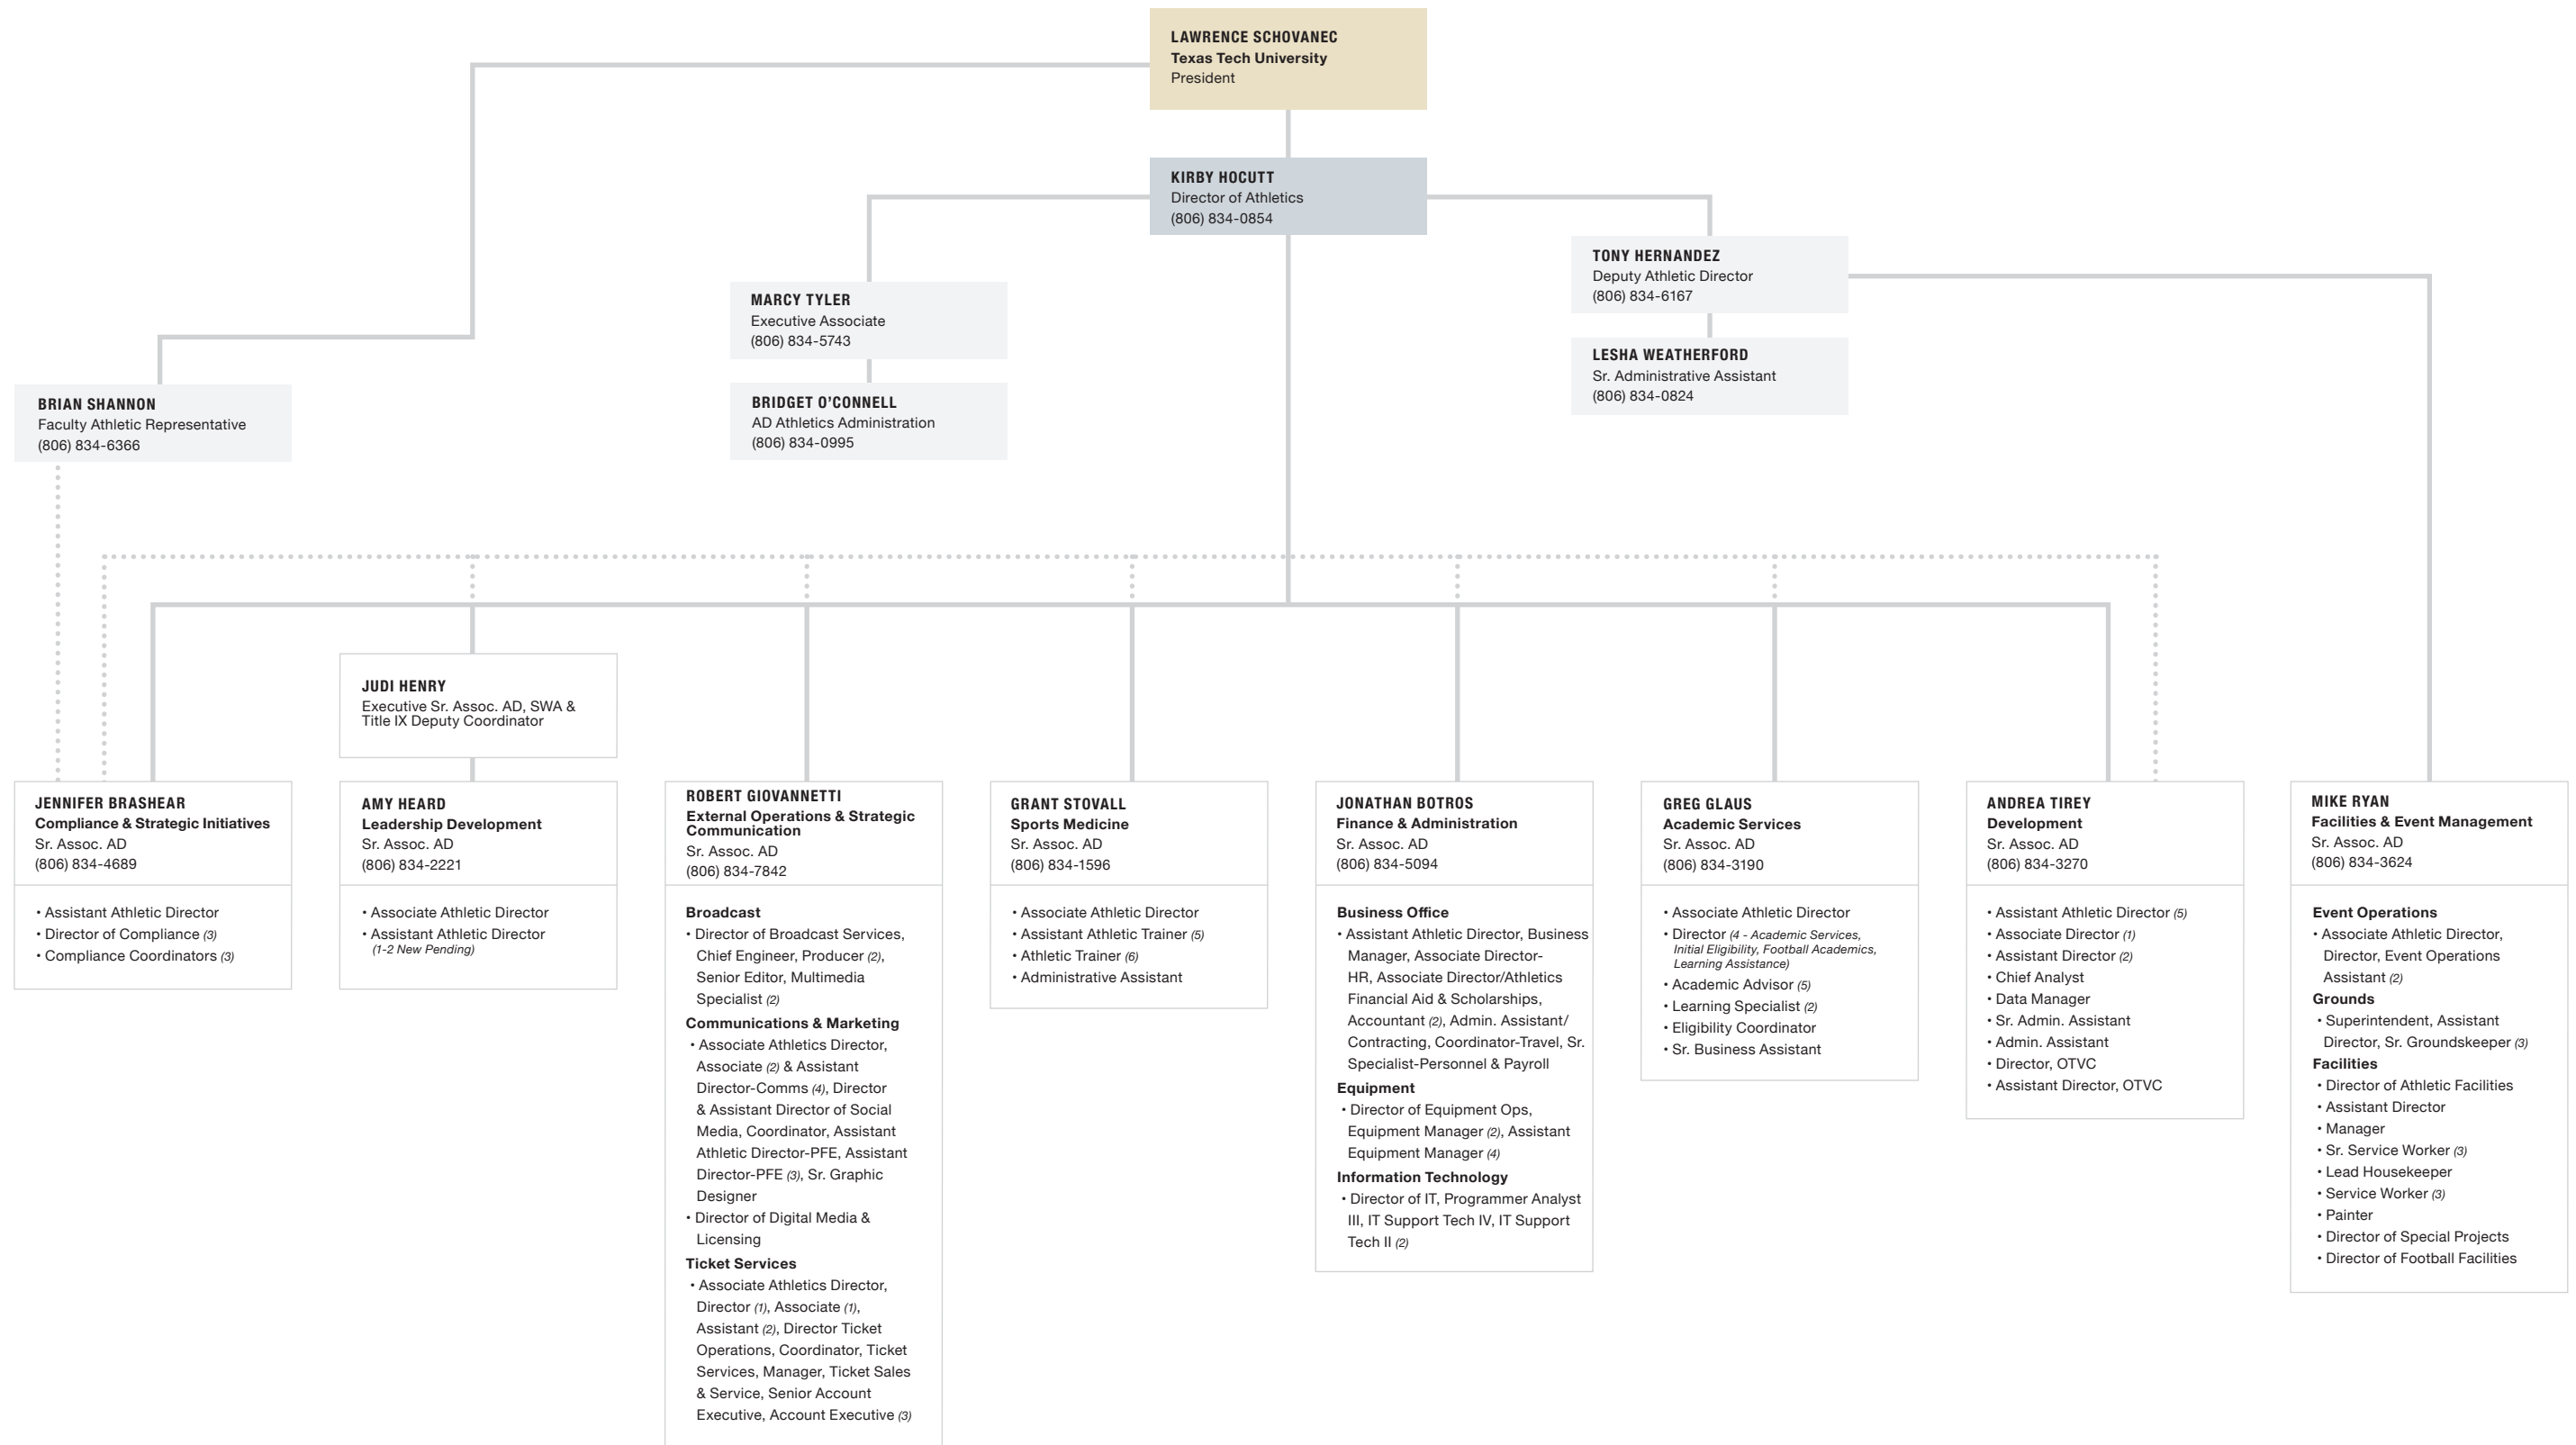 LAWRENCE SCHOVANEC
Texas Tech University
President
KIRBY HOCUTT
Director of Athletics
(806) 834-0854
TONY HERNANDEZ
Deputy Athletic Director
(806) 834-6167
MARCY TYLER
Executive Associate
(806) 834-5743
LESHA WEATHERFORD
Sr. Administrative Assistant
(806) 834-0824
BRIAN SHANNON
Faculty Athletic Representative
(806) 834-6366
BRIDGET O’CONNELL
AD Athletics Administration
(806) 834-0995
JUDI HENRY
Executive Sr. Assoc. AD, SWA &
Title IX Deputy Coordinator
JENNIFER BRASHEAR
Compliance & Strategic Initiatives
Sr. Assoc. AD
(806) 834-4689
• Assistant Athletic Director
• Director of Compliance (3)
• Compliance Coordinators (3)
AMY HEARD
Leadership Development
Sr. Assoc. AD
(806) 834-2221
• Associate Athletic Director
• Assistant Athletic Director
(1-2 New Pending)
ROBERT GIOVANNETTI
External Operations & Strategic
Communication
Sr. Assoc. AD
(806) 834-7842
Broadcast
• Director of Broadcast Services,
Chief Engineer, Producer (2),
Senior Editor, Multimedia
Specialist (2)
Communications & Marketing
• Associate Athletics Director,
Associate (2) & Assistant
Director-Comms (4), Director
& Assistant Director of Social
Media, Coordinator, Assistant
Athletic Director-PFE, Assistant
Director-PFE (3), Sr. Graphic
Designer
• Director of Digital Media &
Licensing
Ticket Services
• Associate Athletics Director,
Director (1), Associate (1),
Assistant (2), Director Ticket
Operations, Coordinator, Ticket
Services, Manager, Ticket Sales
& Service, Senior Account
Executive, Account Executive (3)
GRANT STOVALL
Sports Medicine
Sr. Assoc. AD
(806) 834-1596
• Associate Athletic Director
• Assistant Athletic Trainer (5)
• Athletic Trainer (6)
• Administrative Assistant
JONATHAN BOTROS
Finance & Administration
Sr. Assoc. AD
(806) 834-5094
Business Office
• Assistant Athletic Director, Business
Manager, Associate Director-
HR, Associate Director/Athletics
Financial Aid & Scholarships,
Accountant (2), Admin. Assistant/
Contracting, Coordinator-Travel, Sr.
Specialist-Personnel & Payroll
Equipment
• Director of Equipment Ops,
Equipment Manager (2), Assistant
Equipment Manager (4)
Information Technology
• Director of IT, Programmer Analyst
III, IT Support Tech IV, IT Support
Tech II (2)
GREG GLAUS
Academic Services
Sr. Assoc. AD
(806) 834-3190
• Associate Athletic Director
• Director (4 - Academic Services,
Initial Eligibility, Football Academics,
Learning Assistance)
• Academic Advisor (5)
• Learning Specialist (2)
• Eligibility Coordinator
• Sr. Business Assistant
ANDREA TIREY
Development
Sr. Assoc. AD
(806) 834-3270
• Assistant Athletic Director (5)
• Associate Director (1)
• Assistant Director (2)
• Chief Analyst
• Data Manager
• Sr. Admin. Assistant
• Admin. Assistant
• Director, OTVC
• Assistant Director, OTVC
MIKE RYAN
Facilities & Event Management
Sr. Assoc. AD
(806) 834-3624
Event Operations
• Associate Athletic Director,
Director, Event Operations
Assistant (2)
Grounds
• Superintendent, Assistant
Director, Sr. Groundskeeper (3)
Facilities
• Director of Athletic Facilities
• Assistant Director
• Manager
• Sr. Service Worker (3)
• Lead Housekeeper
• Service Worker (3)
• Painter
• Director of Special Projects
• Director of Football Facilities